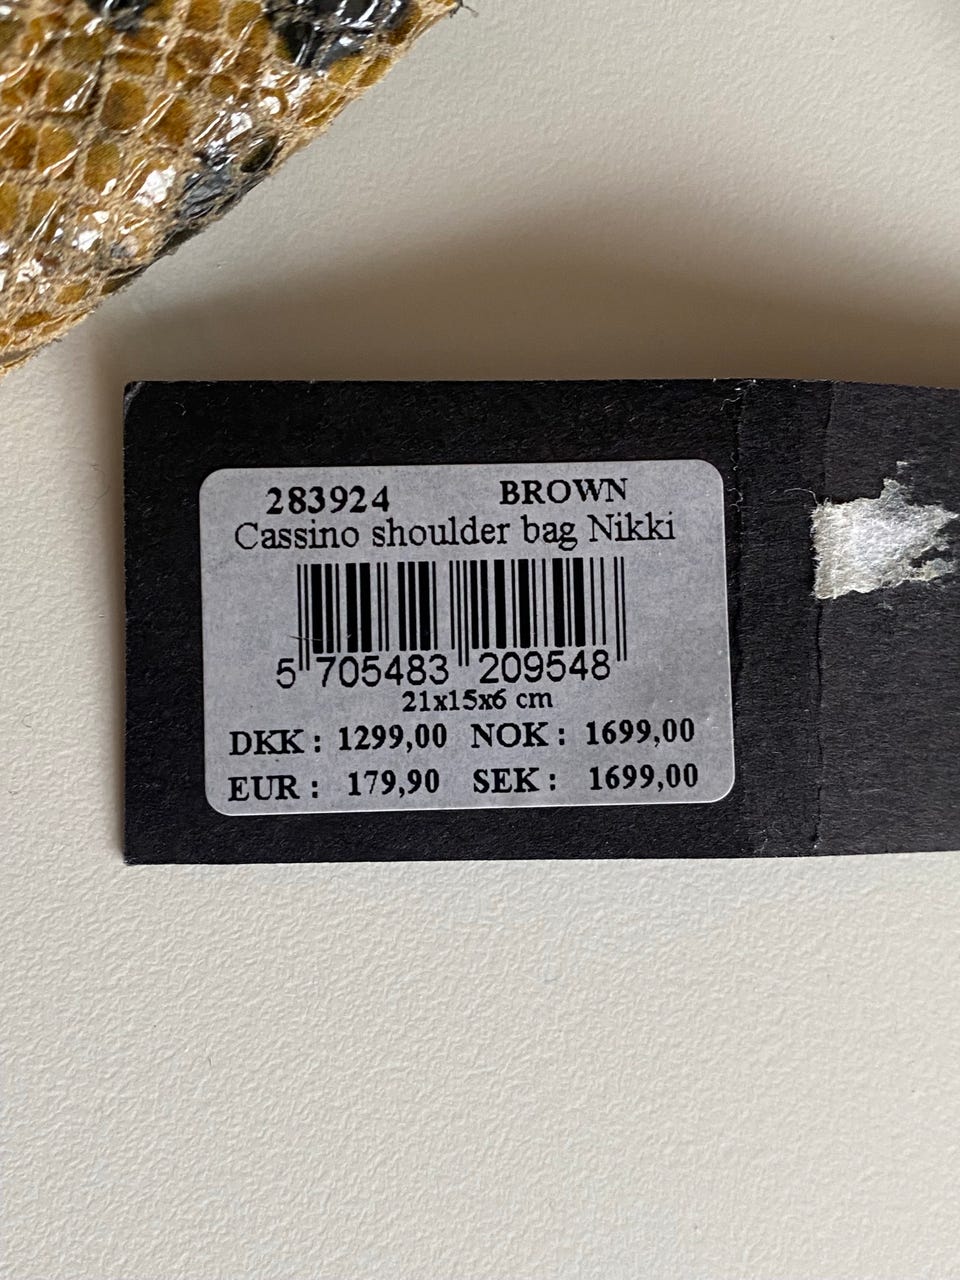 283924 BROWN
Cassino shoulder bag Nikki
5 705483 209548
21x15x6 cm
DKK : 1299,00 NOK : 1699,00
EUR : 179,90 SEK : 1699,00